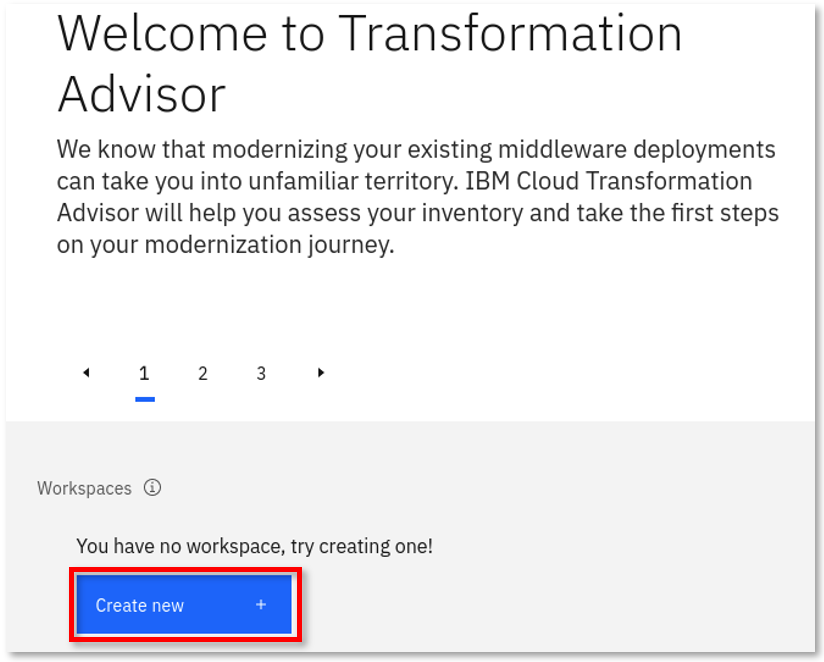 Welcome to Transformation
Advisor
We know that modernizing your existing middleware deployments
can take you into unfamiliar territory. IBM Cloud Transformation
Advisor will help you assess your inventory and take the first steps
on your modernization journey.
1 2 3
Workspaces
You have no workspace, try creating one!
Create new +